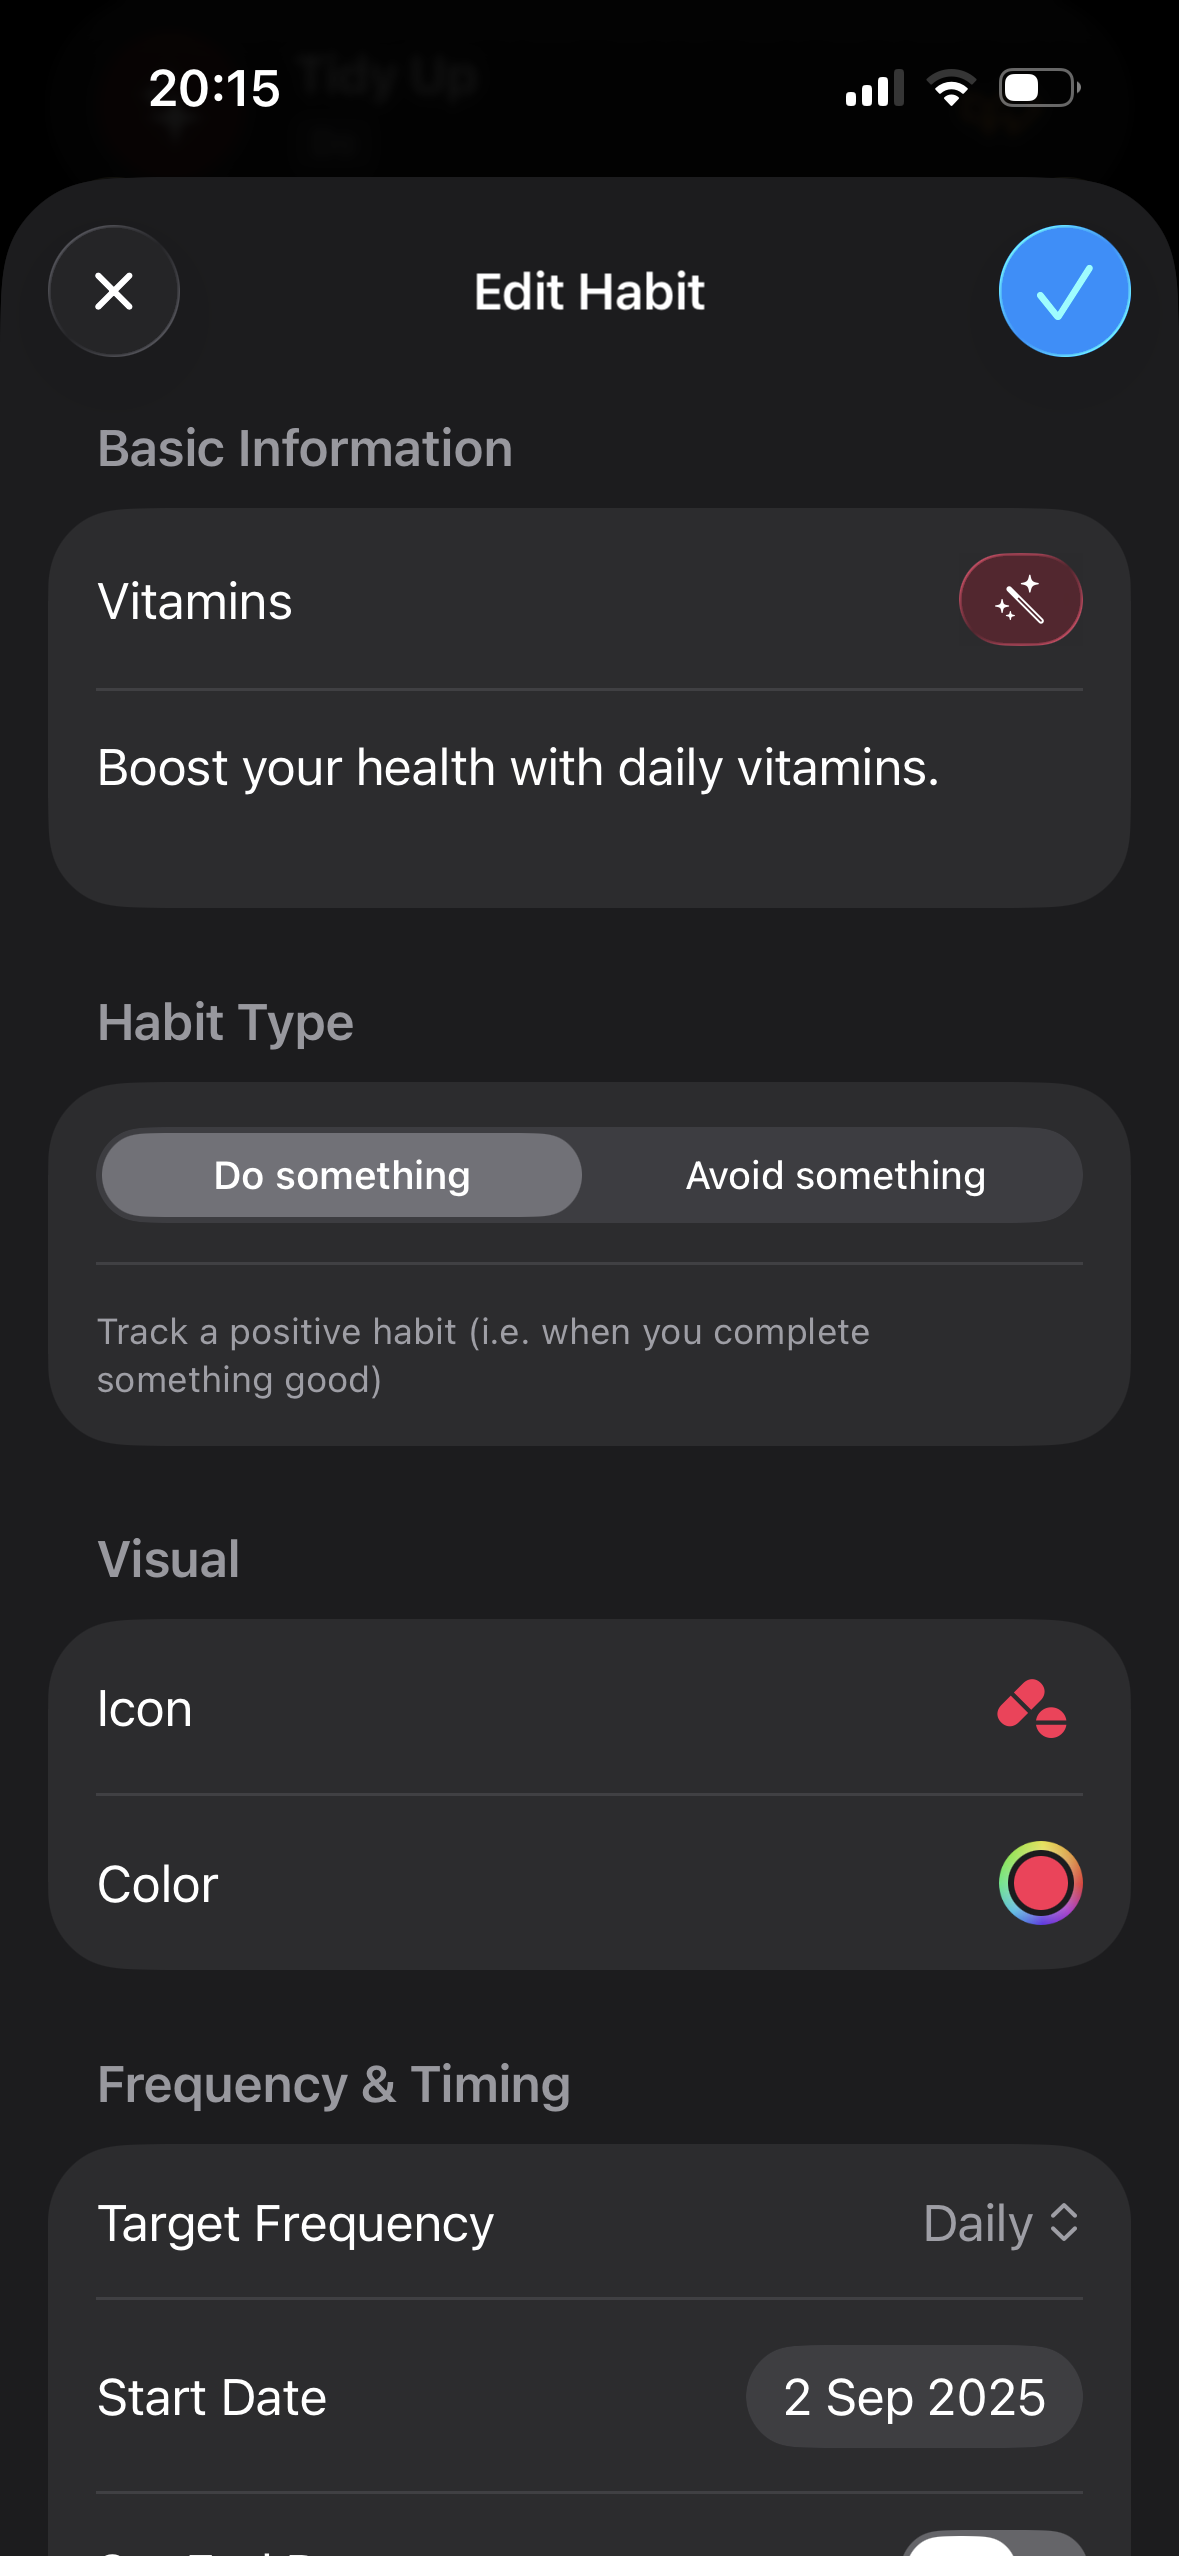 20:15
Tidy Up
Edit Habit
Basic Information
Vitamins
Boost your health with daily vitamins.
Habit Type
Do something
Avoid something
Track a positive habit (i.e. when you complete
something good)
Visual
Icon
Color
Frequency & Timing
Target Frequency
Daily
Start Date
2 Sep 2025